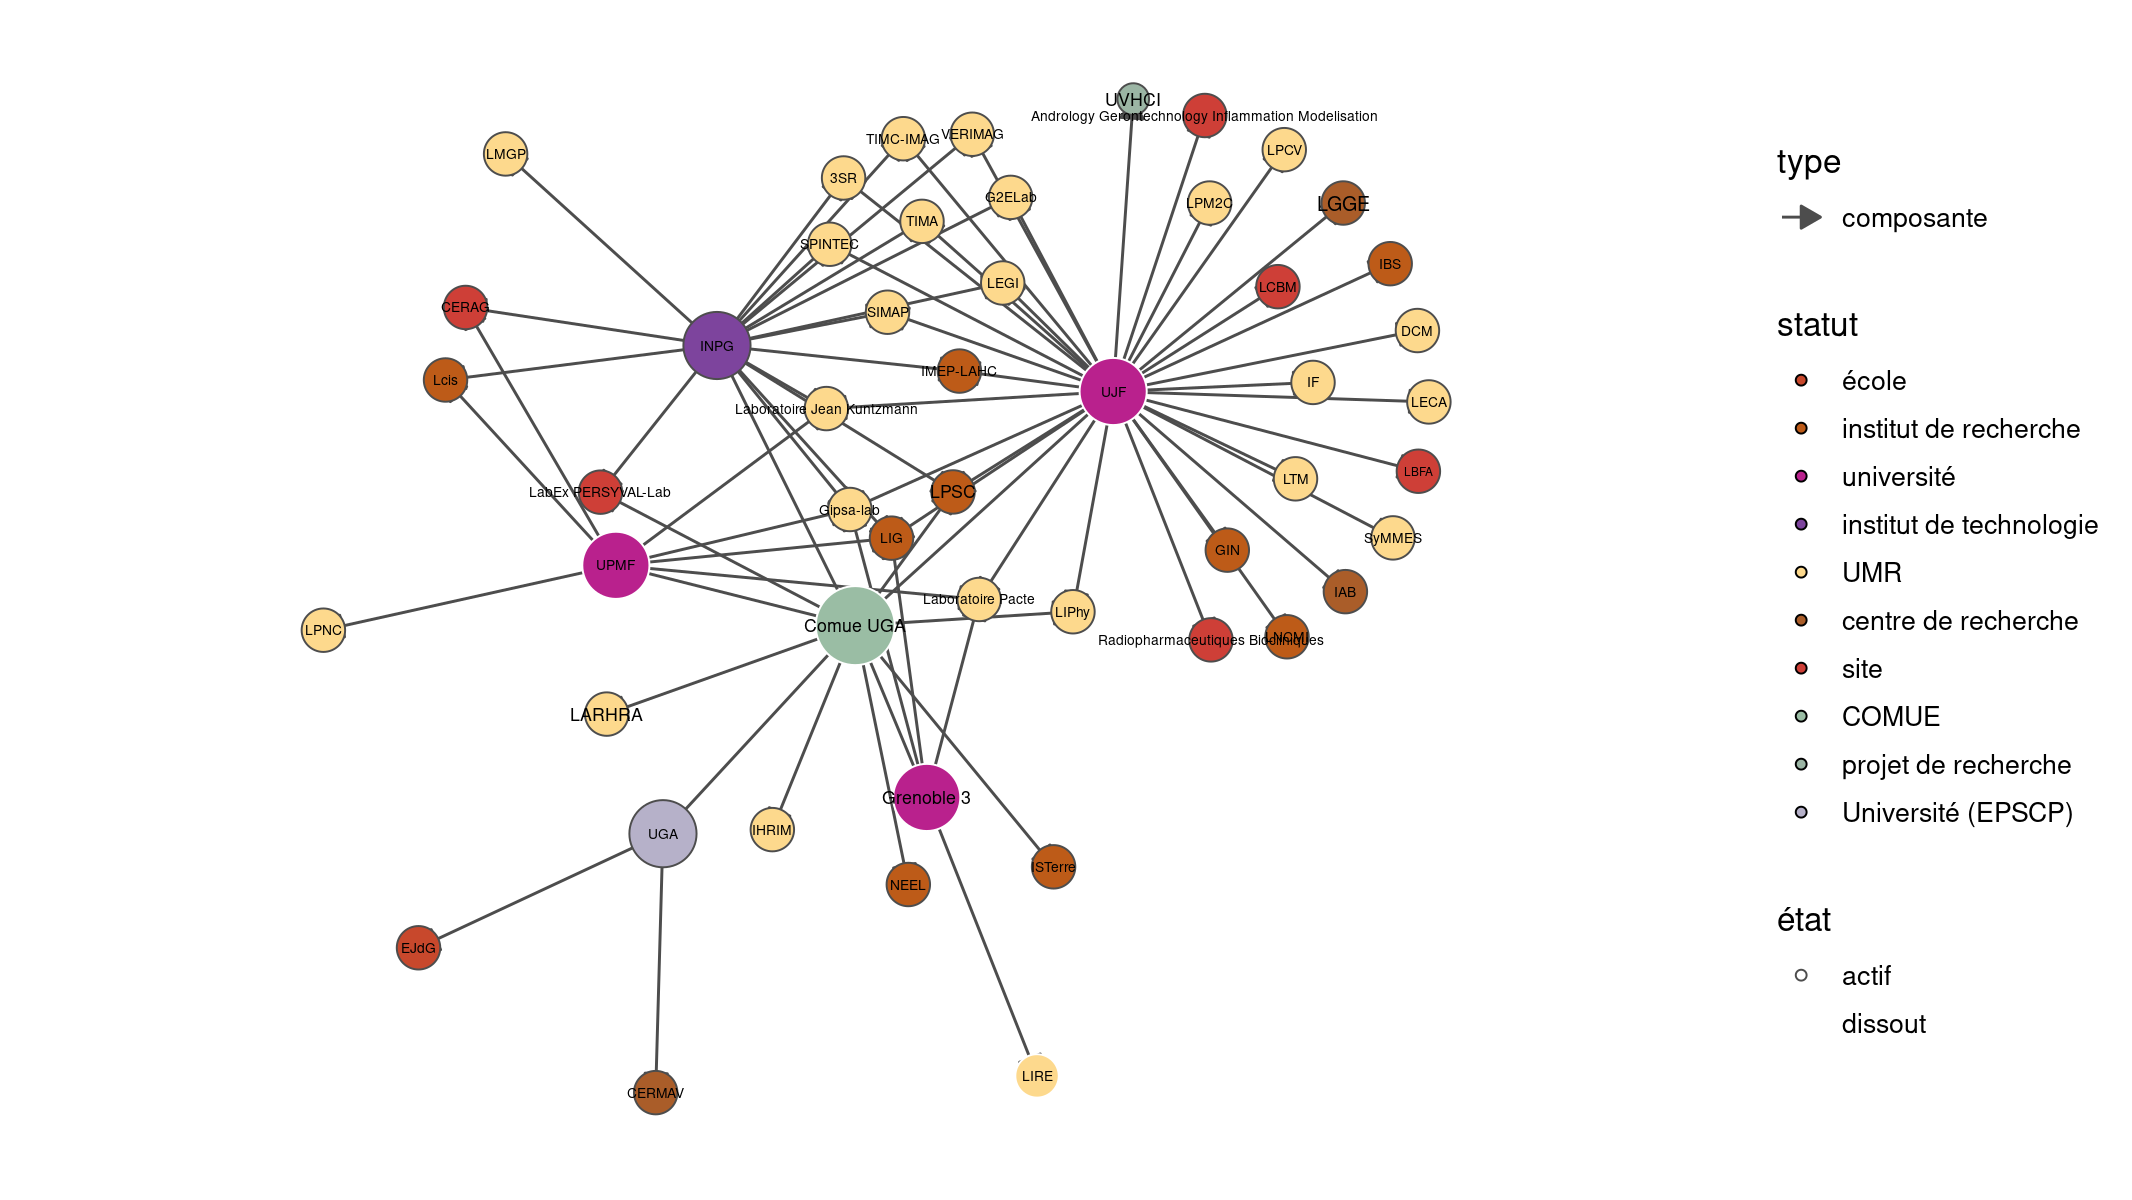 UVHCI
Andrology Gerontechnology Inflammation Modelisation
TIMC-IMAG
VERIMAG
LMGP
LPCV
3SR
G2ELab
LPM2C
LGGE
TIMA
SPINTEC
IBS
LEGI
LCBM
CERAG
SIMAP
DCM
INPG
IMEP-LAHC
Lcis
IF
UJF
LECA
Laboratoire Jean Kuntzmann
LBFA
LTM
LabEx PERSYVAL-Lab
LPSC
Gipsa-lab
LIG
SyMMES
GIN
UPMF
IAB
Laboratoire Pacte
LIPhy
LPNC
Comue UGA
Radiopharmaceutiques Biocliniques
LNCMI
LARHRA
Grenoble 3
UGA
IHRIM
ISTerre
NEEL
EJdG
LIRE
CERMAV
type
composante
statut
école
institut de recherche
université
institut de technologie
UMR
centre de recherche
site
COMUE
projet de recherche
Université (EPSCP)
état
actif
dissout